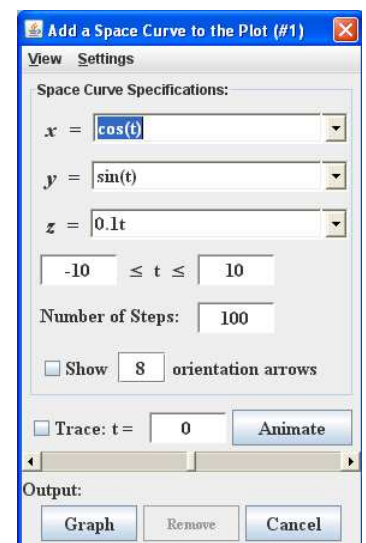 Add a Space Curve to the Plot (#1)
View Settings
Space Curve Specifications:
x = cos(t)
y = sin(t)
z = 0.1t
-10 ≤ t ≤ 10
Number of Steps: 100
Show 8 orientation arrows
Trace: t = 0 Animate
Output:
Graph Remove Cancel